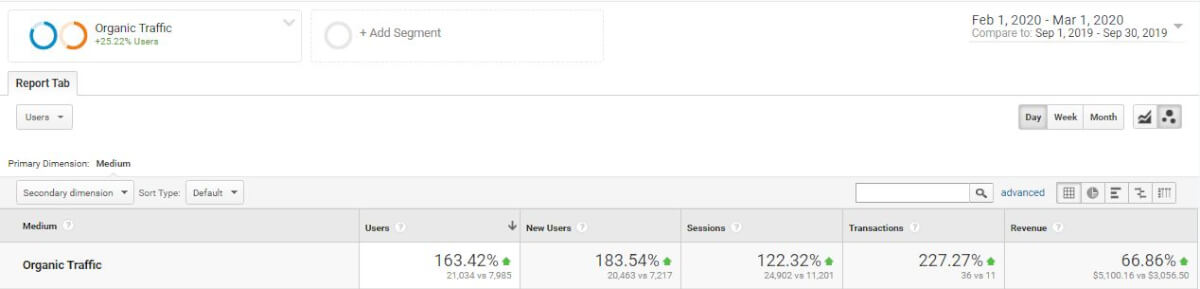 Organic Traffic
+25.22% Users
+ Add Segment
Feb 1, 2020 - Mar 1, 2020
Compare to: Sep 1, 2019 - Sep 30, 2019
Report Tab
Users
Day Week Month
Primary Dimension: Medium
Secondary dimension Sort Type: Default
advanced
Medium ? Users ? New Users ? Sessions ? Transactions ? Revenue ?
Organic Traffic 163.42% 183.54% 122.32% 227.27% 66.86%
21,034 vs 7,985 20,463 vs 7,217 24,902 vs 11,201 36 vs 11 $5,100.16 vs $3,056.50